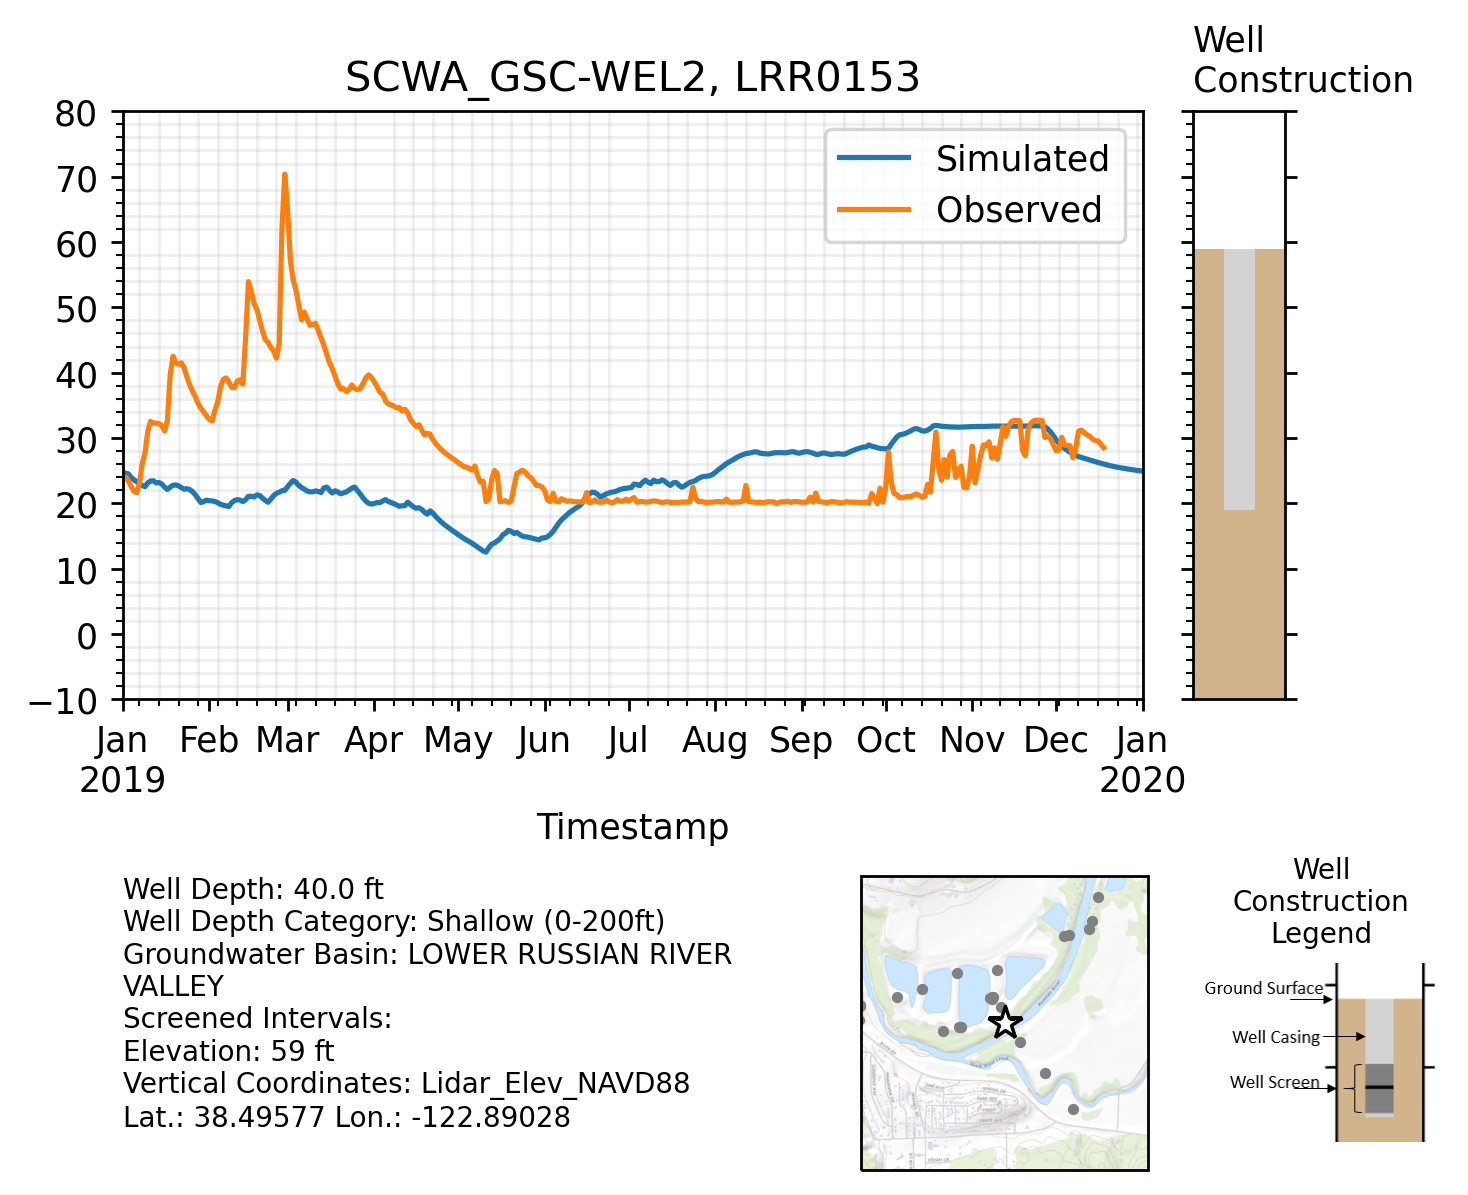 Well
Construction
SCWA_GSC-WEL2, LRR0153
80
70
60
50
40
30
20
10
0
−10
Simulated
Observed
Jan Feb Mar Apr May Jun Jul Aug Sep Oct Nov Dec Jan
2019 2020
Timestamp
Well Depth: 40.0 ft
Well Depth Category: Shallow (0-200ft)
Groundwater Basin: LOWER RUSSIAN RIVER
VALLEY
Screened Intervals:
Elevation: 59 ft
Vertical Coordinates: Lidar_Elev_NAVD88
Lat.: 38.49577 Lon.: -122.89028
Well
Construction
Legend
Ground Surface
Well Casing
Well Screen